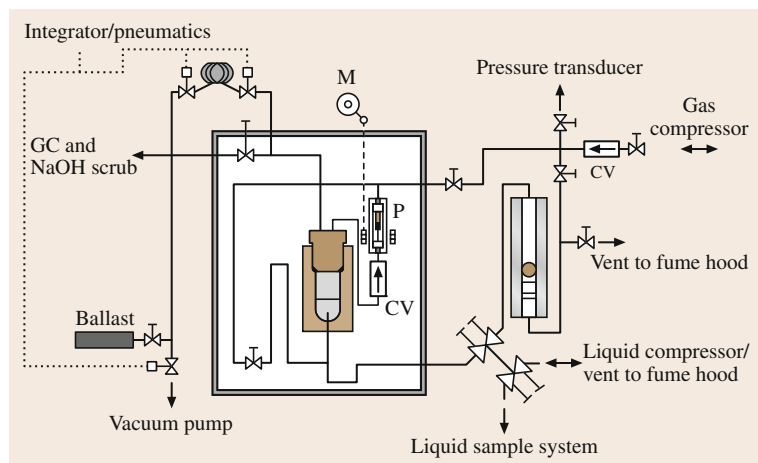 Integrator/pneumatics
M
Pressure transducer
Gas
compressor
GC and
NaOH scrub
CV
P
Vent to fume hood
CV
Ballast
Liquid compressor/
vent to fume hood
Vacuum pump
Liquid sample system